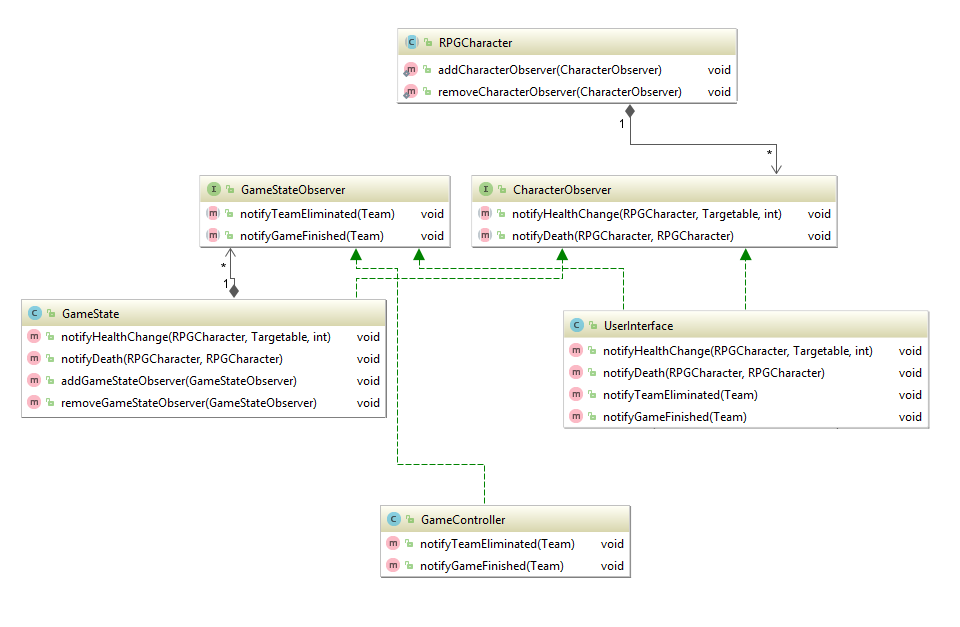 RPGCharacter
addCharacterObserver(CharacterObserver) void
removeCharacterObserver(CharacterObserver) void
1
*
GameStateObserver
notifyTeamEliminated(Team) void
notifyGameFinished(Team) void
CharacterObserver
notifyHealthChange(RPGCharacter, Targetable, int) void
notifyDeath(RPGCharacter, RPGCharacter) void
*
1
GameState
notifyHealthChange(RPGCharacter, Targetable, int) void
notifyDeath(RPGCharacter, RPGCharacter) void
addGameStateObserver(GameStateObserver) void
removeGameStateObserver(GameStateObserver) void
UserInterface
notifyHealthChange(RPGCharacter, Targetable, int) void
notifyDeath(RPGCharacter, RPGCharacter) void
notifyTeamEliminated(Team) void
notifyGameFinished(Team) void
GameController
notifyTeamEliminated(Team) void
notifyGameFinished(Team) void